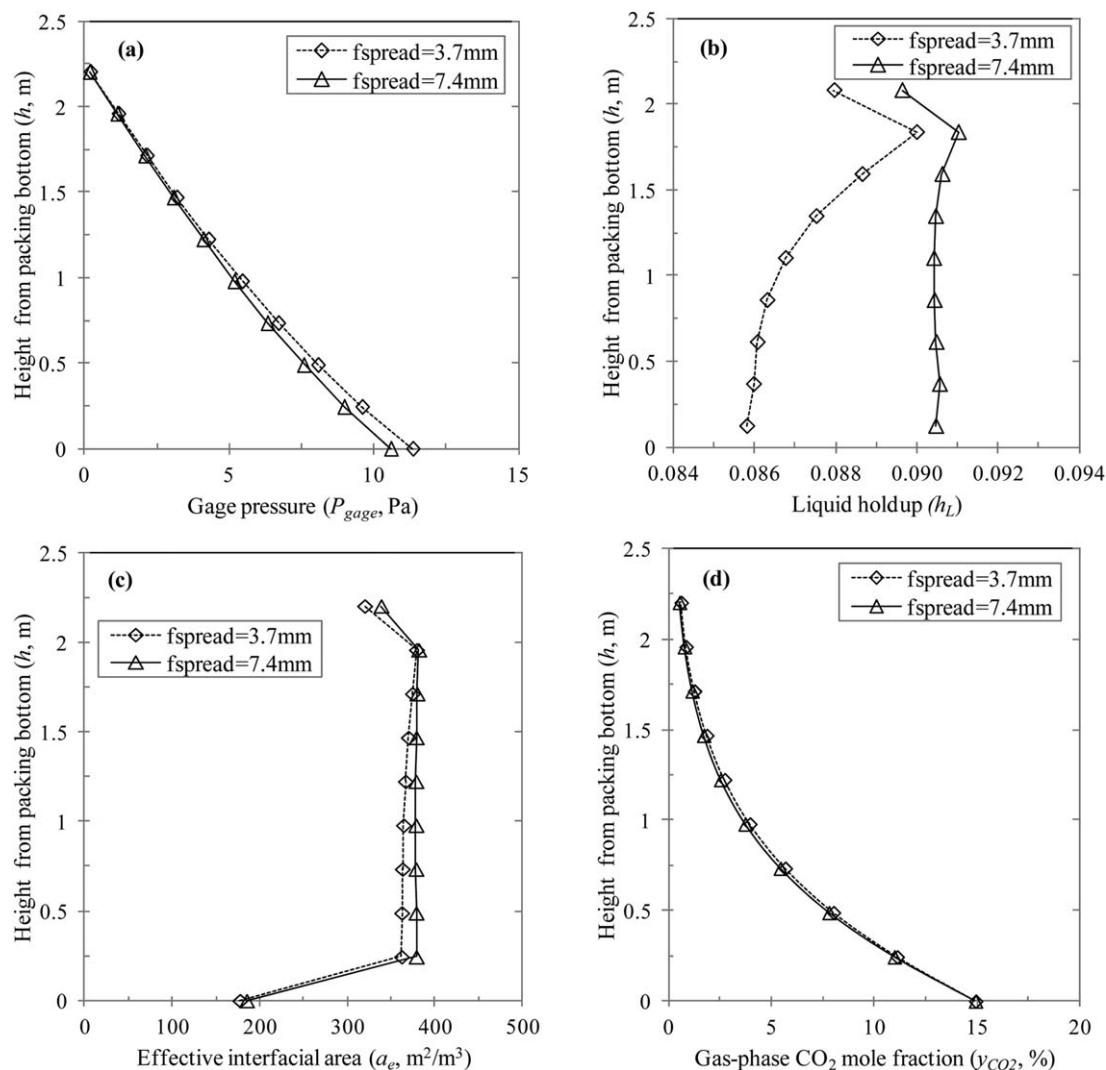 (a)
fspread=3.7mm
fspread=7.4mm
2.5
2
1.5
1
0.5
0
Height from packing bottom (h, m)
0
5
10
15
Gage pressure (P_gage, Pa)
(b)
fspread=3.7mm
fspread=7.4mm
2.5
2
1.5
1
0.5
0
Height from packing bottom (h, m)
0.084
0.086
0.088
0.090
0.092
0.094
Liquid holdup (h_L)
(c)
fspread=3.7mm
fspread=7.4mm
2.5
2
1.5
1
0.5
0
Height from packing bottom (h, m)
0
100
200
300
400
500
Effective interfacial area (a_e, m²/m³)
(d)
fspread=3.7mm
fspread=7.4mm
2.5
2
1.5
1
0.5
0
Height from packing bottom (h, m)
0
5
10
15
20
Gas-phase CO₂ mole fraction (y_CO2, %)